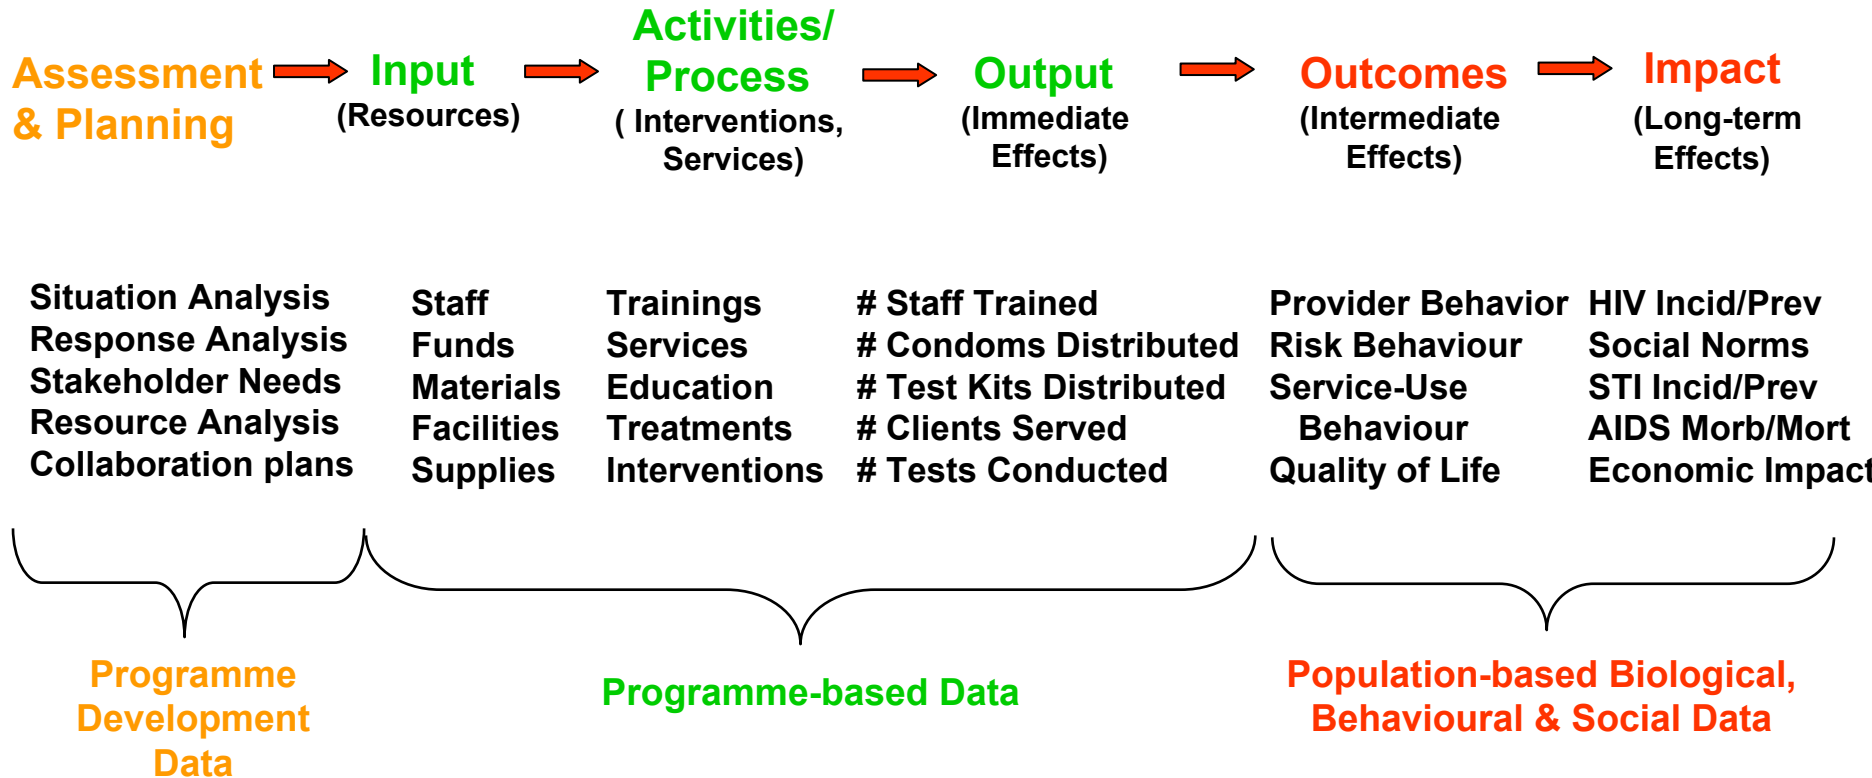 Assessment
& Planning
Input
(Resources)
Activities/
Process
( Interventions,
Services)
Output
(Immediate
Effects)
Outcomes
(Intermediate
Effects)
Impact
(Long-term
Effects)
Situation Analysis
Response Analysis
Stakeholder Needs
Resource Analysis
Collaboration plans
Staff
Funds
Materials
Facilities
Supplies
Trainings
Services
Education
Treatments
Interventions
# Staff Trained
# Condoms Distributed
# Test Kits Distributed
# Clients Served
# Tests Conducted
Provider Behavior
Risk Behaviour
Service-Use
Behaviour
Quality of Life
HIV Incid/Prev
Social Norms
STI Incid/Prev
AIDS Morb/Mort
Economic Impact
Programme
Development
Data
Programme-based Data
Population-based Biological,
Behavioural & Social Data